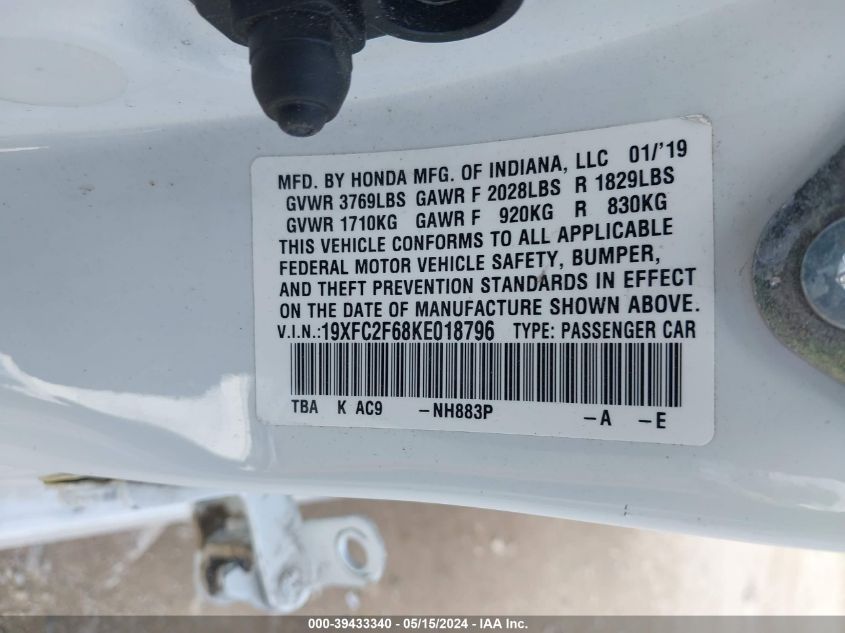 MFD. BY HONDA MFG. OF INDIANA, LLC 01/'19
GVWR 3769LBS GAWR F 2028LBS R 1829LBS
GVWR 1710KG GAWR F 920KG R 830KG
THIS VEHICLE CONFORMS TO ALL APPLICABLE
FEDERAL MOTOR VEHICLE SAFETY, BUMPER,
AND THEFT PREVENTION STANDARDS IN EFFECT
ON THE DATE OF MANUFACTURE SHOWN ABOVE.
V.I.N.:19XFC2F68KE018796 TYPE: PASSENGER CAR
TBA K AC9 -NH883P -A -E
000-39433340 - 05/15/2024 - IAA Inc.